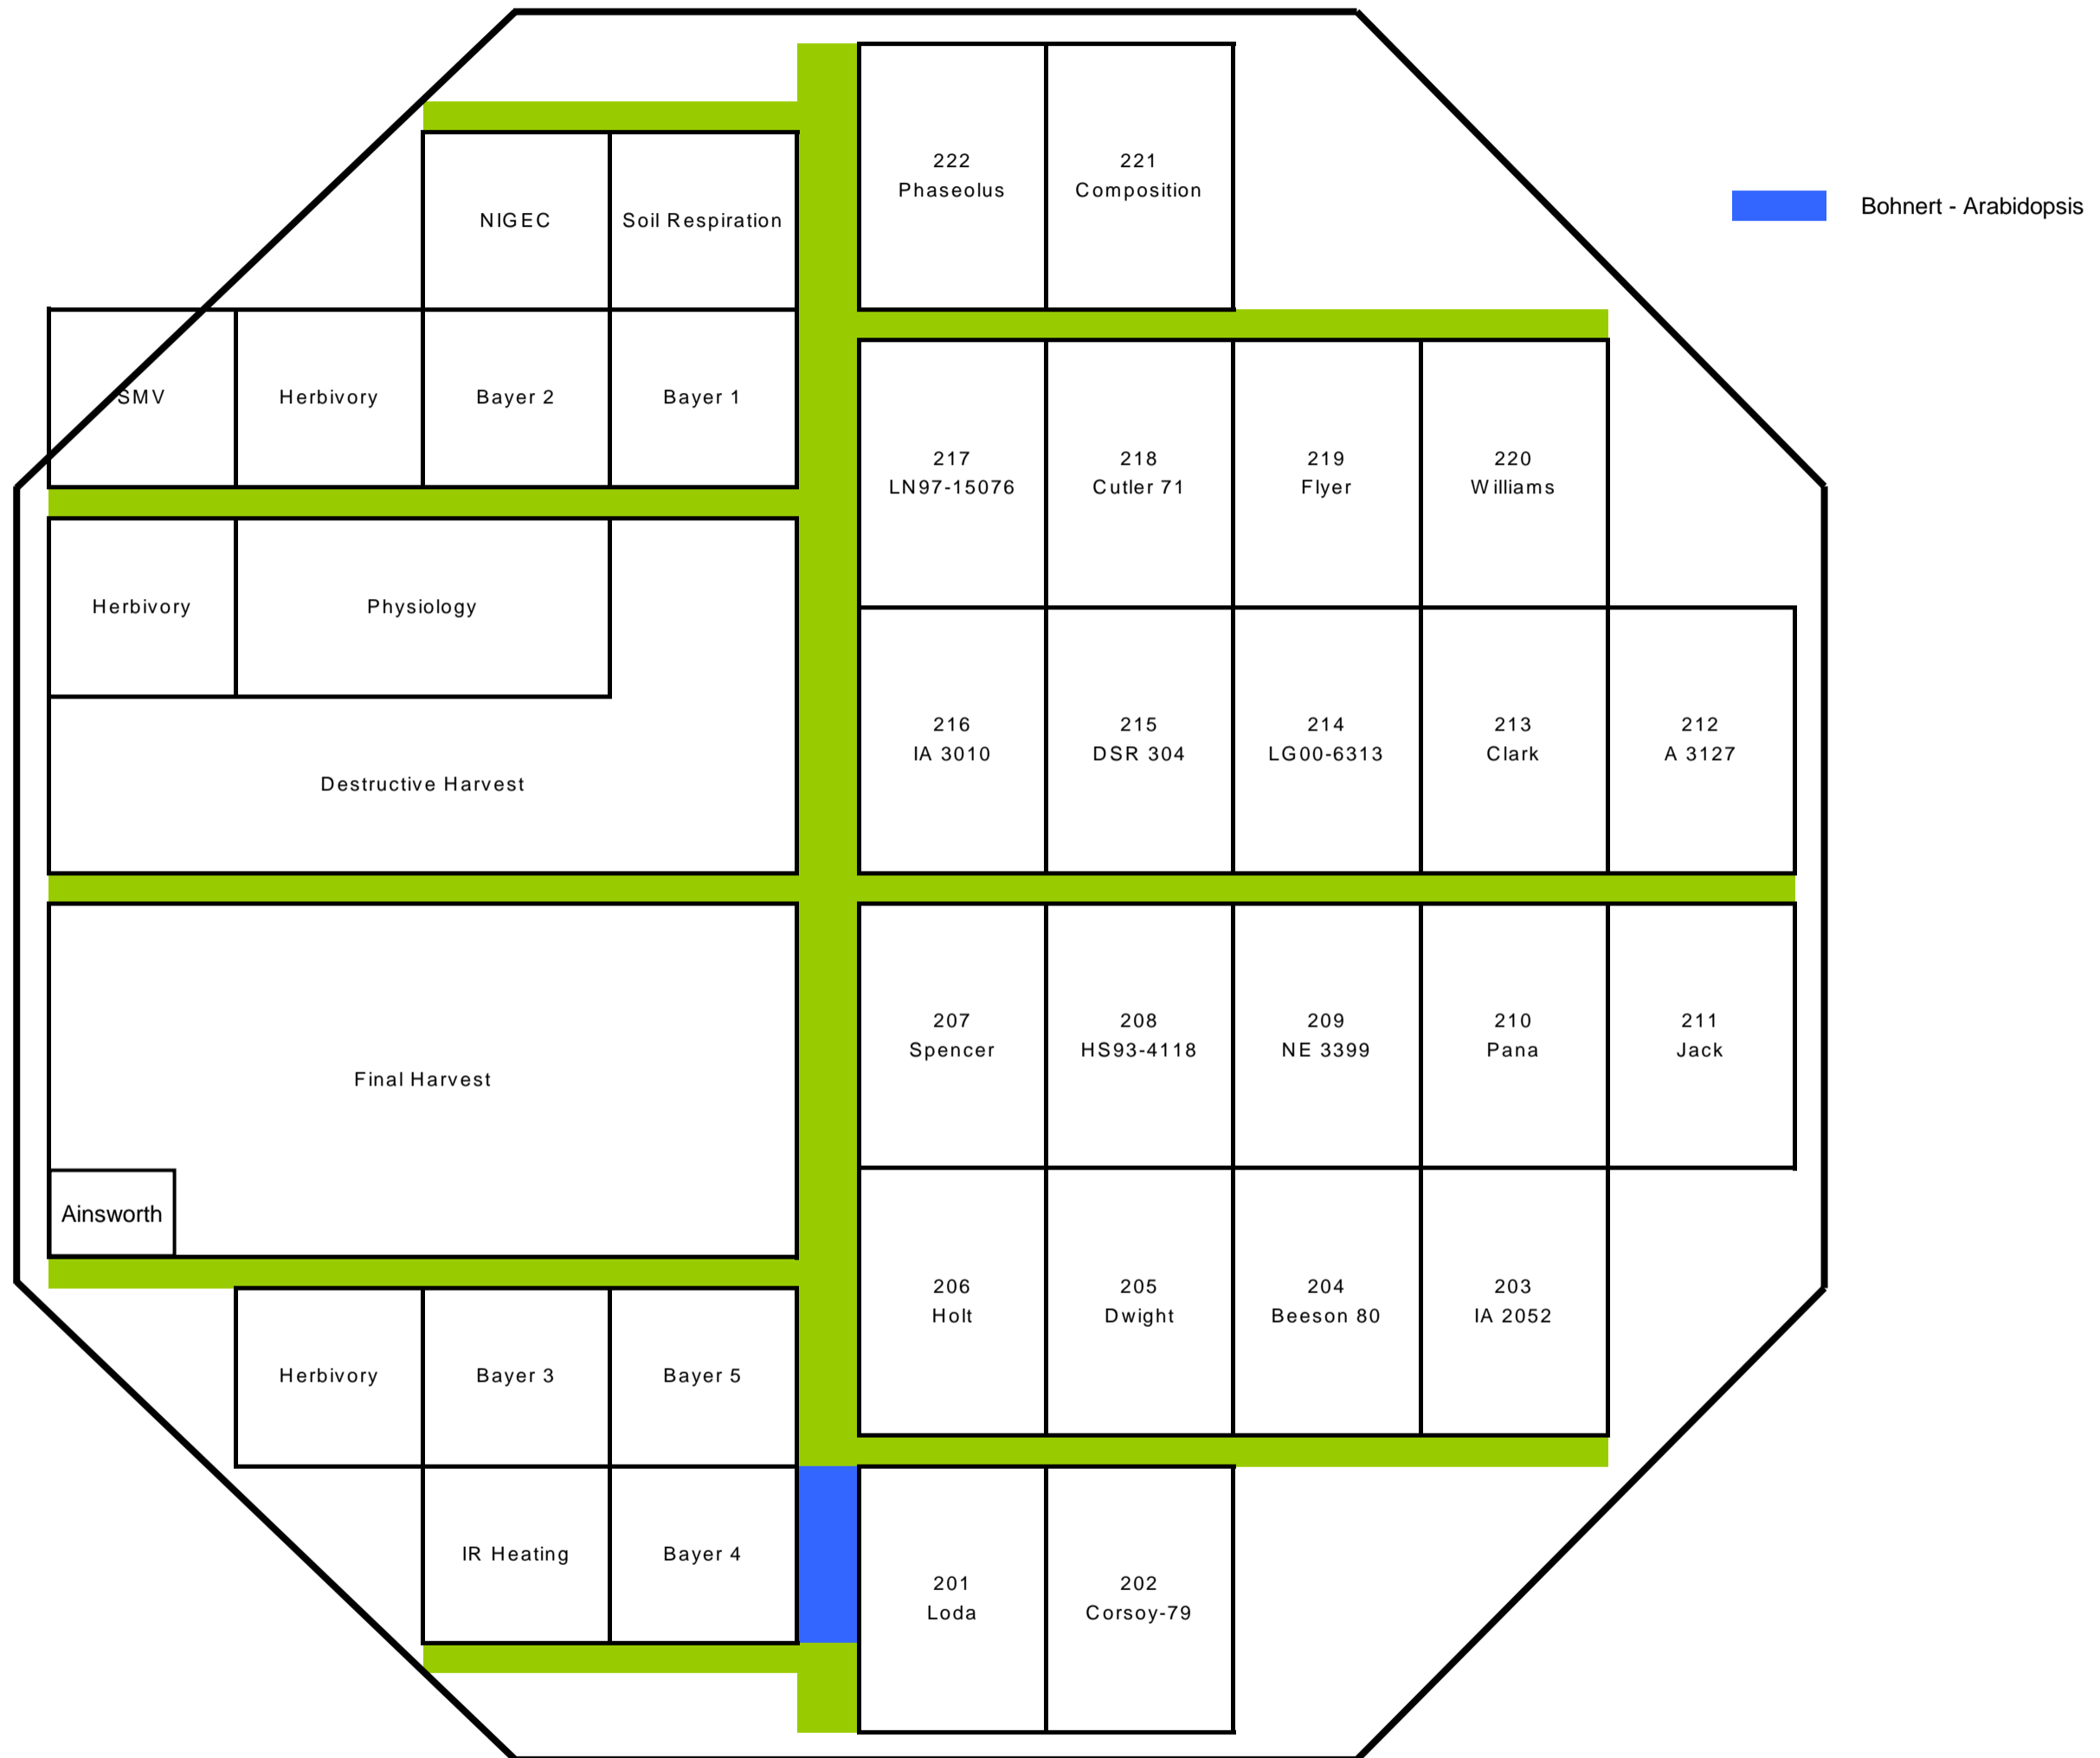 222
Phaseolus
221
Composition
Bohnert - Arabidopsis
NIGEC
Soil Respiration
SMV
Herbivory
Bayer 2
Bayer 1
217
LN97-15076
218
Cutler 71
219
Flyer
220
Williams
Herbivory
Physiology
216
IA 3010
215
DSR 304
214
LG00-6313
213
Clark
212
A 3127
Destructive Harvest
207
Spencer
208
HS93-4118
209
NE 3399
210
Pana
211
Jack
Final Harvest
Ainsworth
206
Holt
205
Dwight
204
Beeson 80
203
IA 2052
Herbivory
Bayer 3
Bayer 5
IR Heating
Bayer 4
201
Loda
202
Corsoy-79